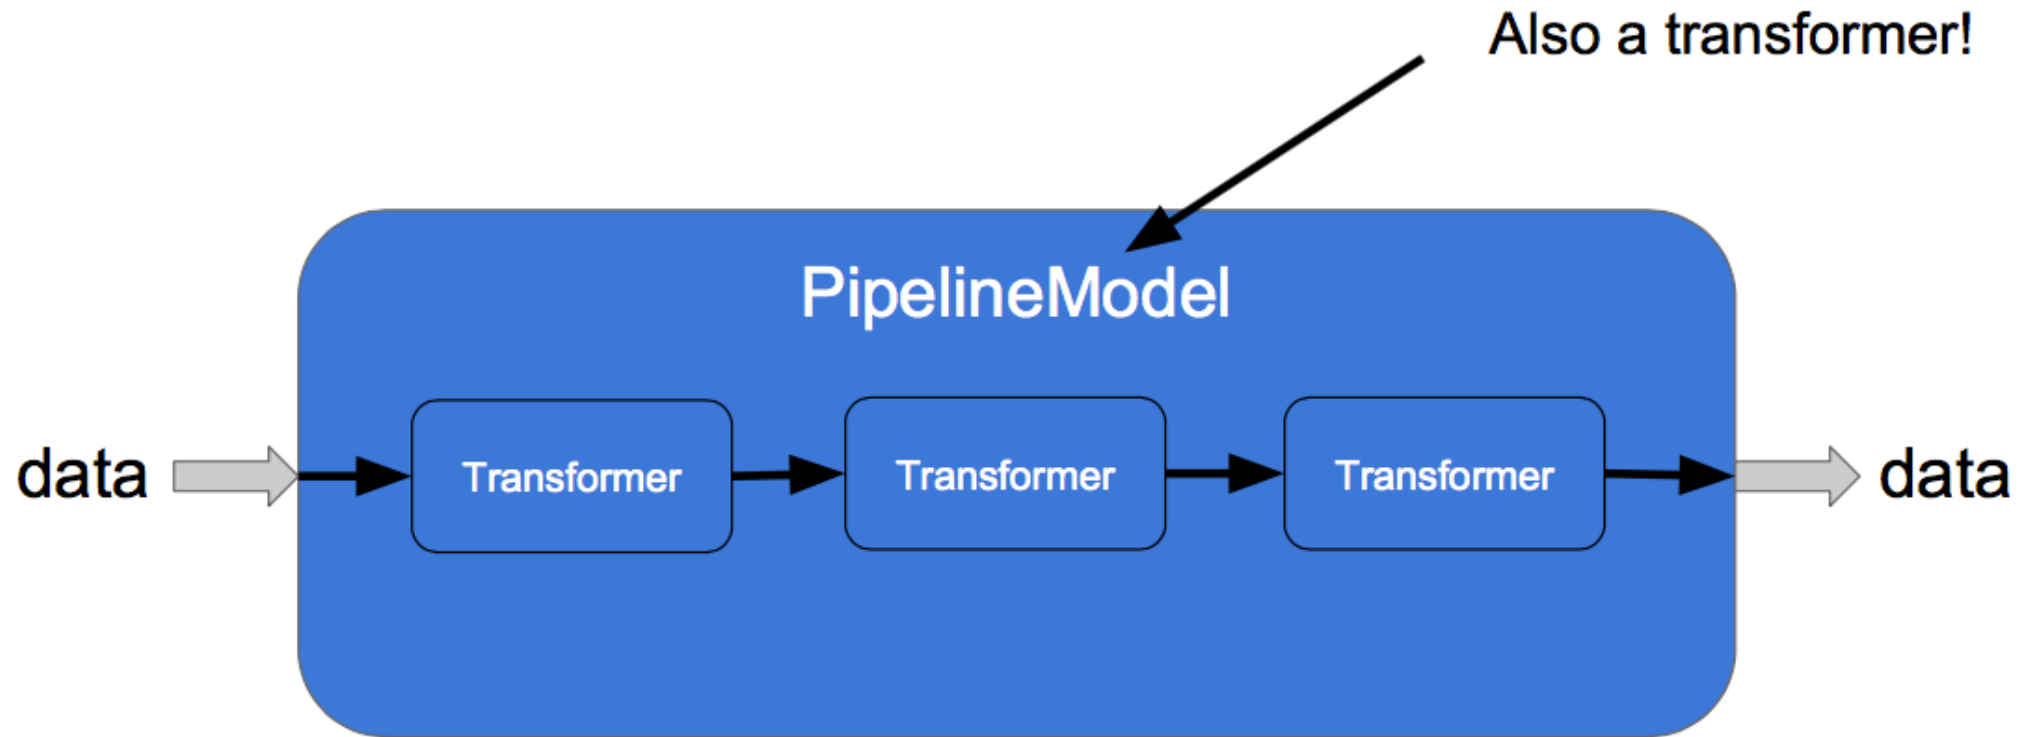 Also a transformer!
PipelineModel
data
Transformer
Transformer
Transformer
data